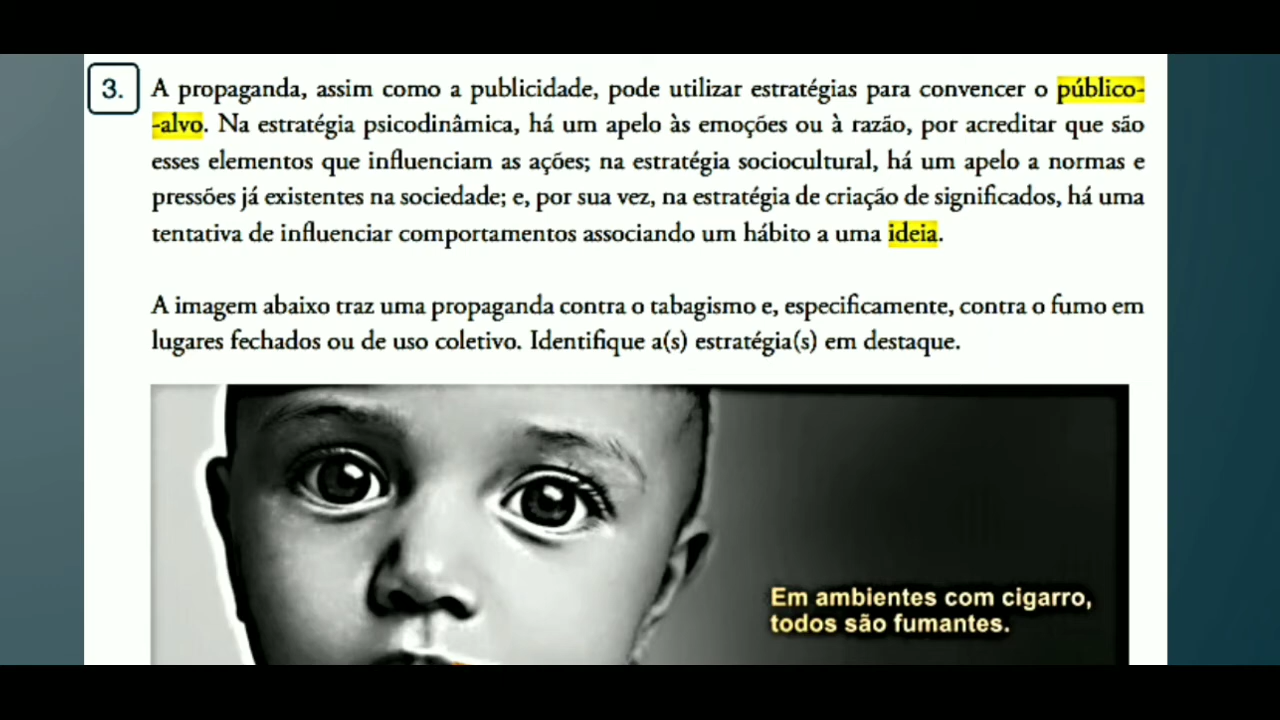 3.
A propaganda, assim como a publicidade, pode utilizar estratégias para convencer o público-
-alvo. Na estratégia psicodinâmica, há um apelo às emoções ou à razão, por acreditar que são
esses elementos que influenciam as ações; na estratégia sociocultural, há um apelo a normas e
pressões já existentes na sociedade; e, por sua vez, na estratégia de criação de significados, há uma
tentativa de influenciar comportamentos associando um hábito a uma ideia.
A imagem abaixo traz uma propaganda contra o tabagismo e, especificamente, contra o fumo em
lugares fechados ou de uso coletivo. Identifique a(s) estratégia(s) em destaque.
Em ambientes com cigarro,
todos são fumantes.